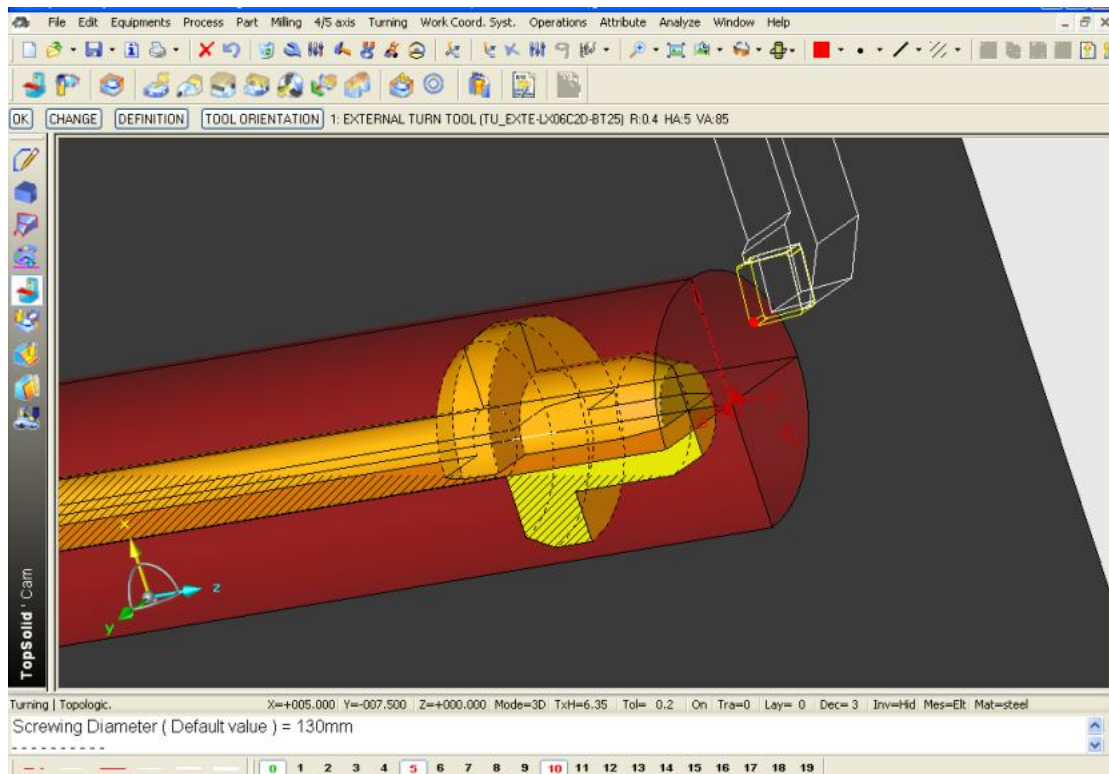 File Edit Equipments Process Part Milling 4/5 axis Turning Work Coord. Syst. Operations Attribute Analyze Window Help
OK CHANGE DEFINITION TOOL ORIENTATION 1: EXTERNAL TURN TOOL (TU_EXTE-LX06C2D-BT25) R:0.4 HA:5 VA:85
x
z
y
TopSolid'Cam
Turning | Topologic. X=+005.000 Y=-007.500 Z=+000.000 Mode=3D TxH=6.35 Tol= 0.2 On Tra=0 Lay= 0 Dec= 3 Inv=Hid Mes=Elt Mat=steel
Screwing Diameter ( Default value ) = 130mm
- - - - - - - - - -
0 1 2 3 4 5 6 7 8 9 10 11 12 13 14 15 16 17 18 19